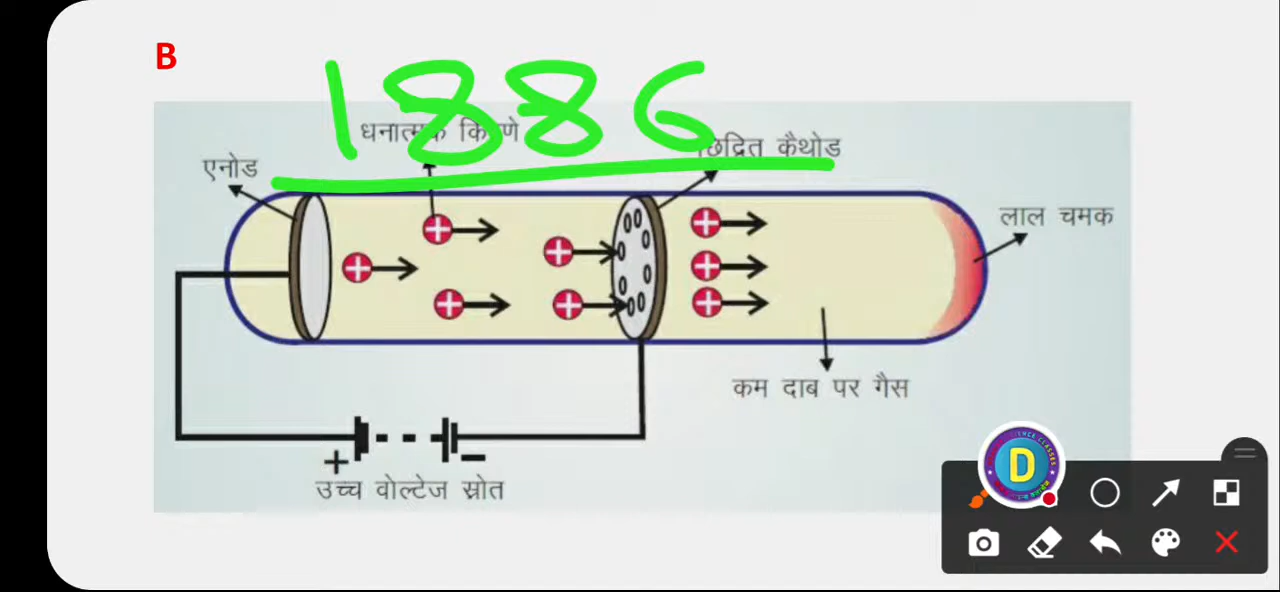 B
1886
धनात्मक किरणे
छिद्रित कैथोड
एनोड
लाल चमक
कम दाब पर गैस
+
−
उच्च वोल्टेज स्रोत
D